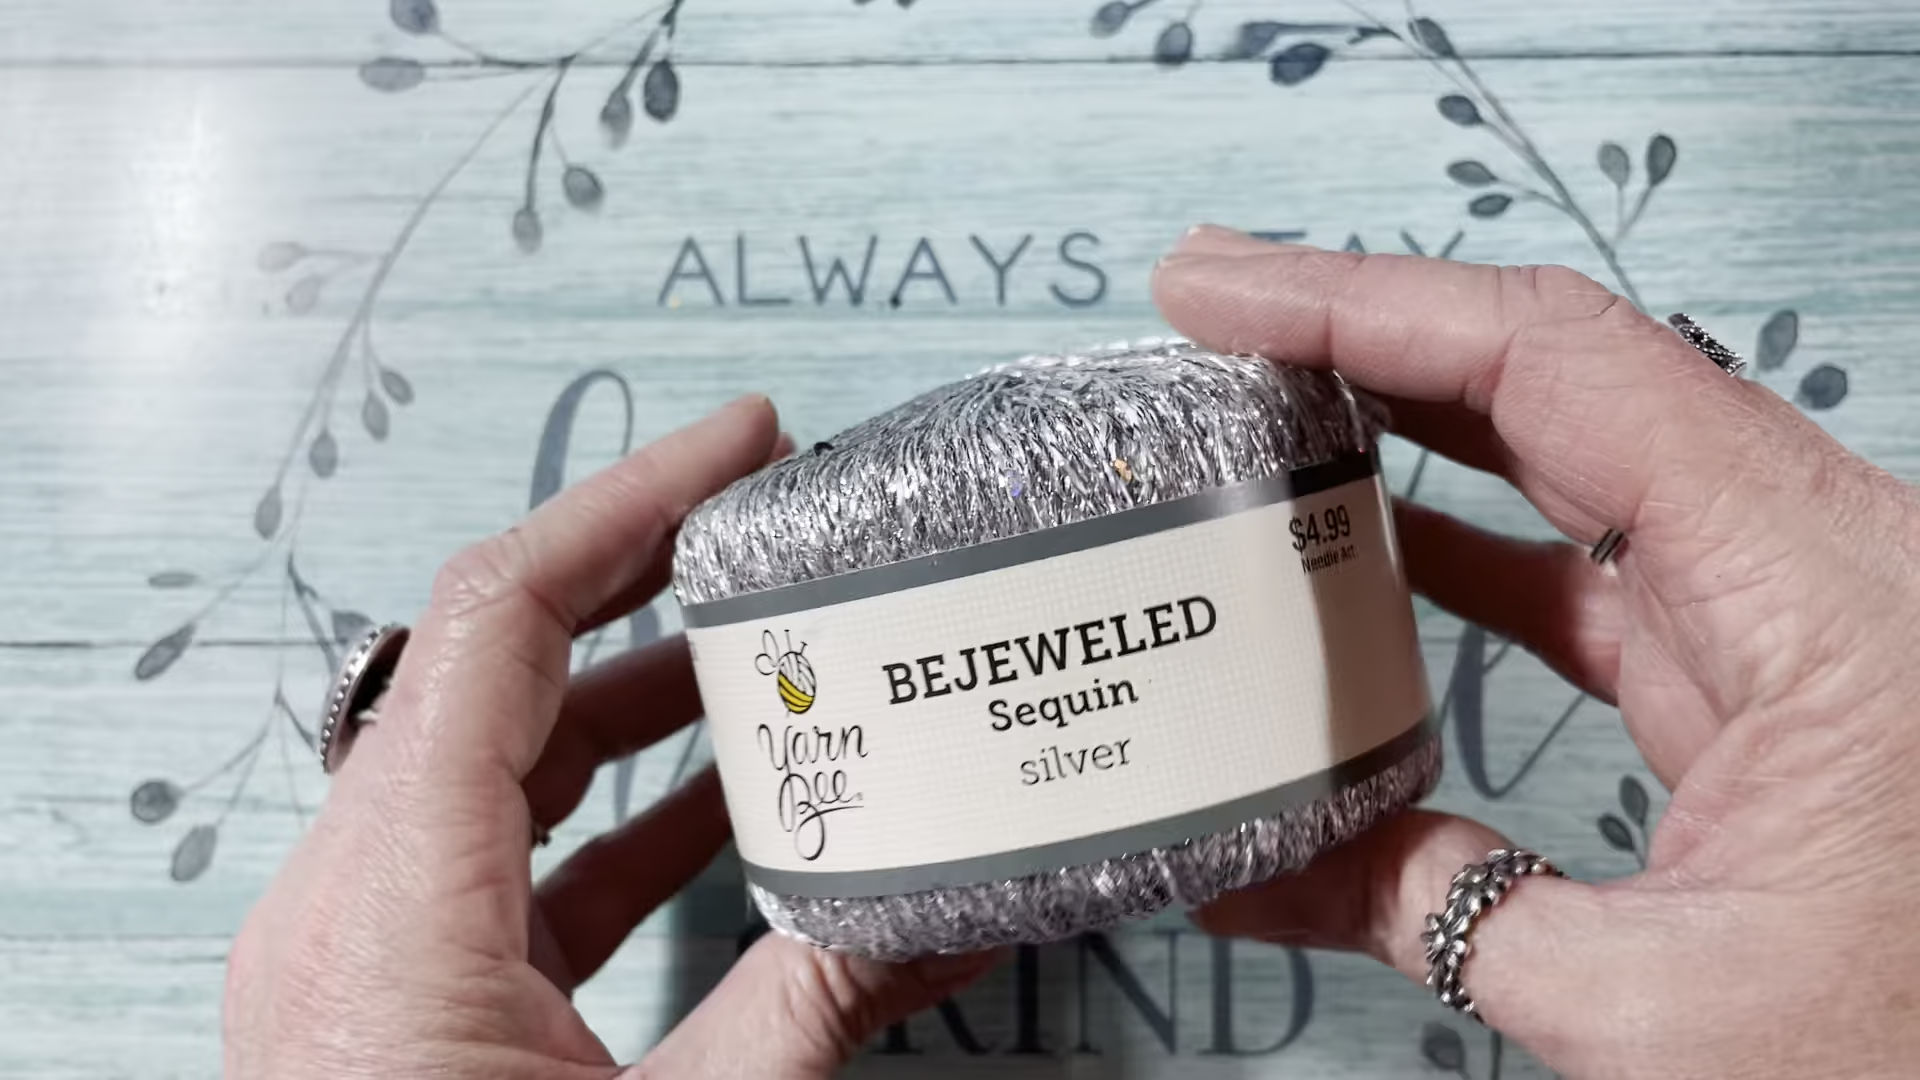 ALWAYS
$4.99
Needle Art
BEJEWELED
Sequin
silver
Yarn
Bee
KIND